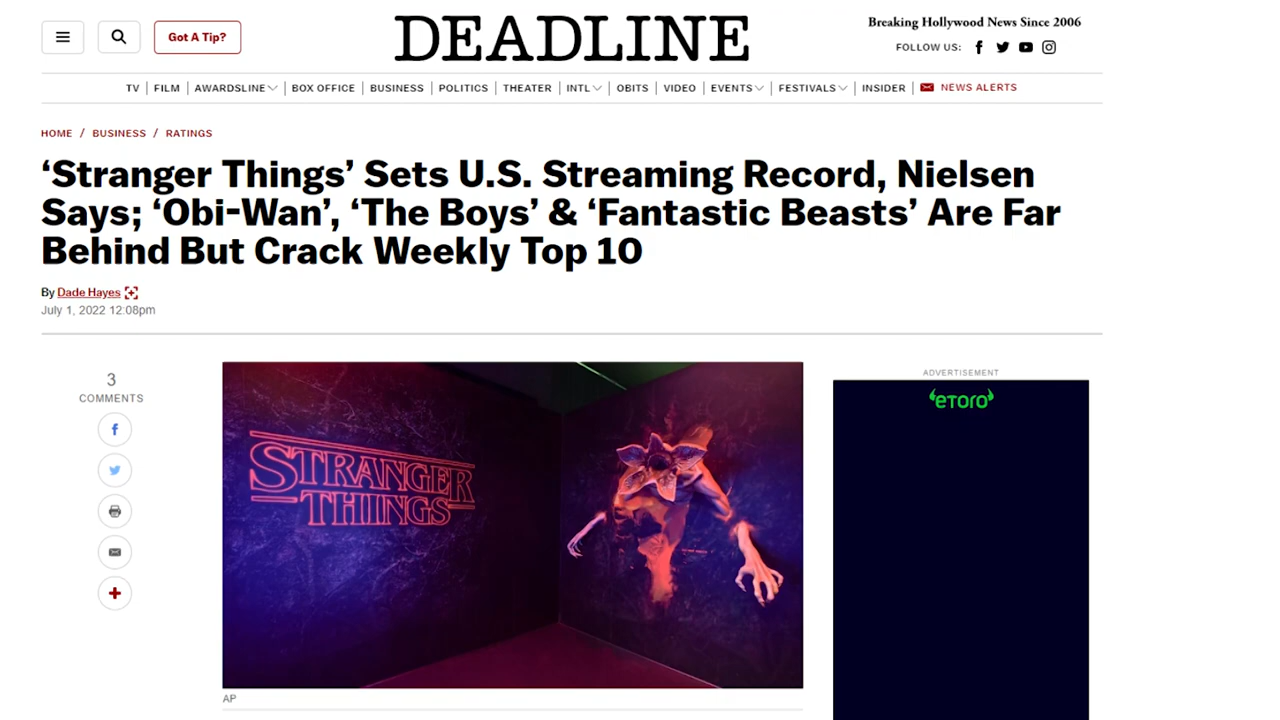 Got A Tip?
DEADLINE
Breaking Hollywood News Since 2006
FOLLOW US:
TV | FILM | AWARDSLINE | BOX OFFICE | BUSINESS | POLITICS | THEATER | INTL | OBITS | VIDEO | EVENTS | FESTIVALS | INSIDER | NEWS ALERTS
HOME / BUSINESS / RATINGS
‘Stranger Things’ Sets U.S. Streaming Record, Nielsen
Says; ‘Obi-Wan’, ‘The Boys’ & ‘Fantastic Beasts’ Are Far
Behind But Crack Weekly Top 10
By Dade Hayes
July 1, 2022 12:08pm
3
COMMENTS
STRANGER
THINGS
AP
ADVERTISEMENT
eToro